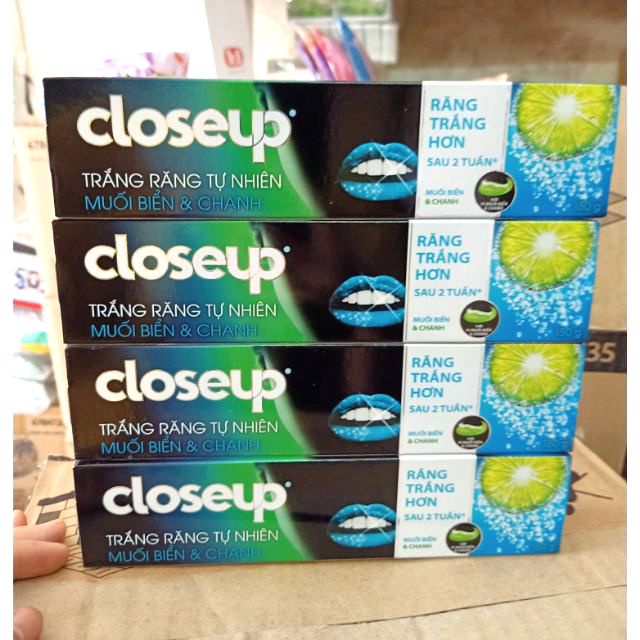 closeup
TRẮNG RĂNG TỰ NHIÊN
MUỐI BIỂN & CHANH
RĂNG
TRẮNG
HƠN
SAU 2 TUẦN*
MUỐI BIỂN
& CHANH
180 g
closeup
TRẮNG RĂNG TỰ NHIÊN
MUỐI BIỂN & CHANH
RĂNG
TRẮNG
HƠN
SAU 2 TUẦN*
MUỐI BIỂN
& CHANH
180 g
closeup
TRẮNG RĂNG TỰ NHIÊN
MUỐI BIỂN & CHANH
RĂNG
TRẮNG
HƠN
SAU 2 TUẦN*
MUỐI BIỂN
& CHANH
closeup
TRẮNG RĂNG TỰ NHIÊN
MUỐI BIỂN & CHANH
RĂNG
TRẮNG
HƠN
SAU 2 TUẦN*
MUỐI BIỂN
& CHANH
35